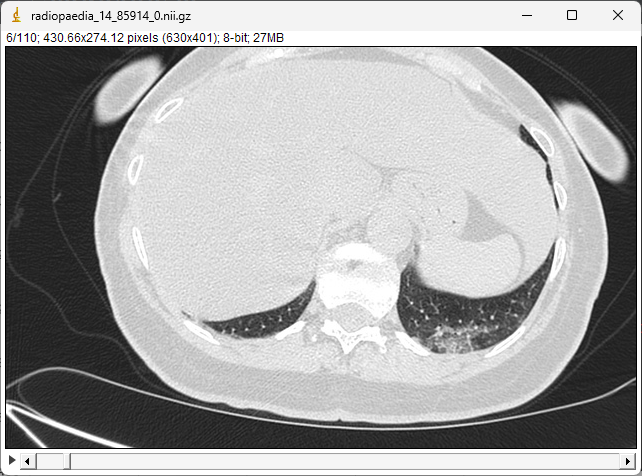 radiopaedia_14_85914_0.nii.gz
6/110; 430.66x274.12 pixels (630x401); 8-bit; 27MB